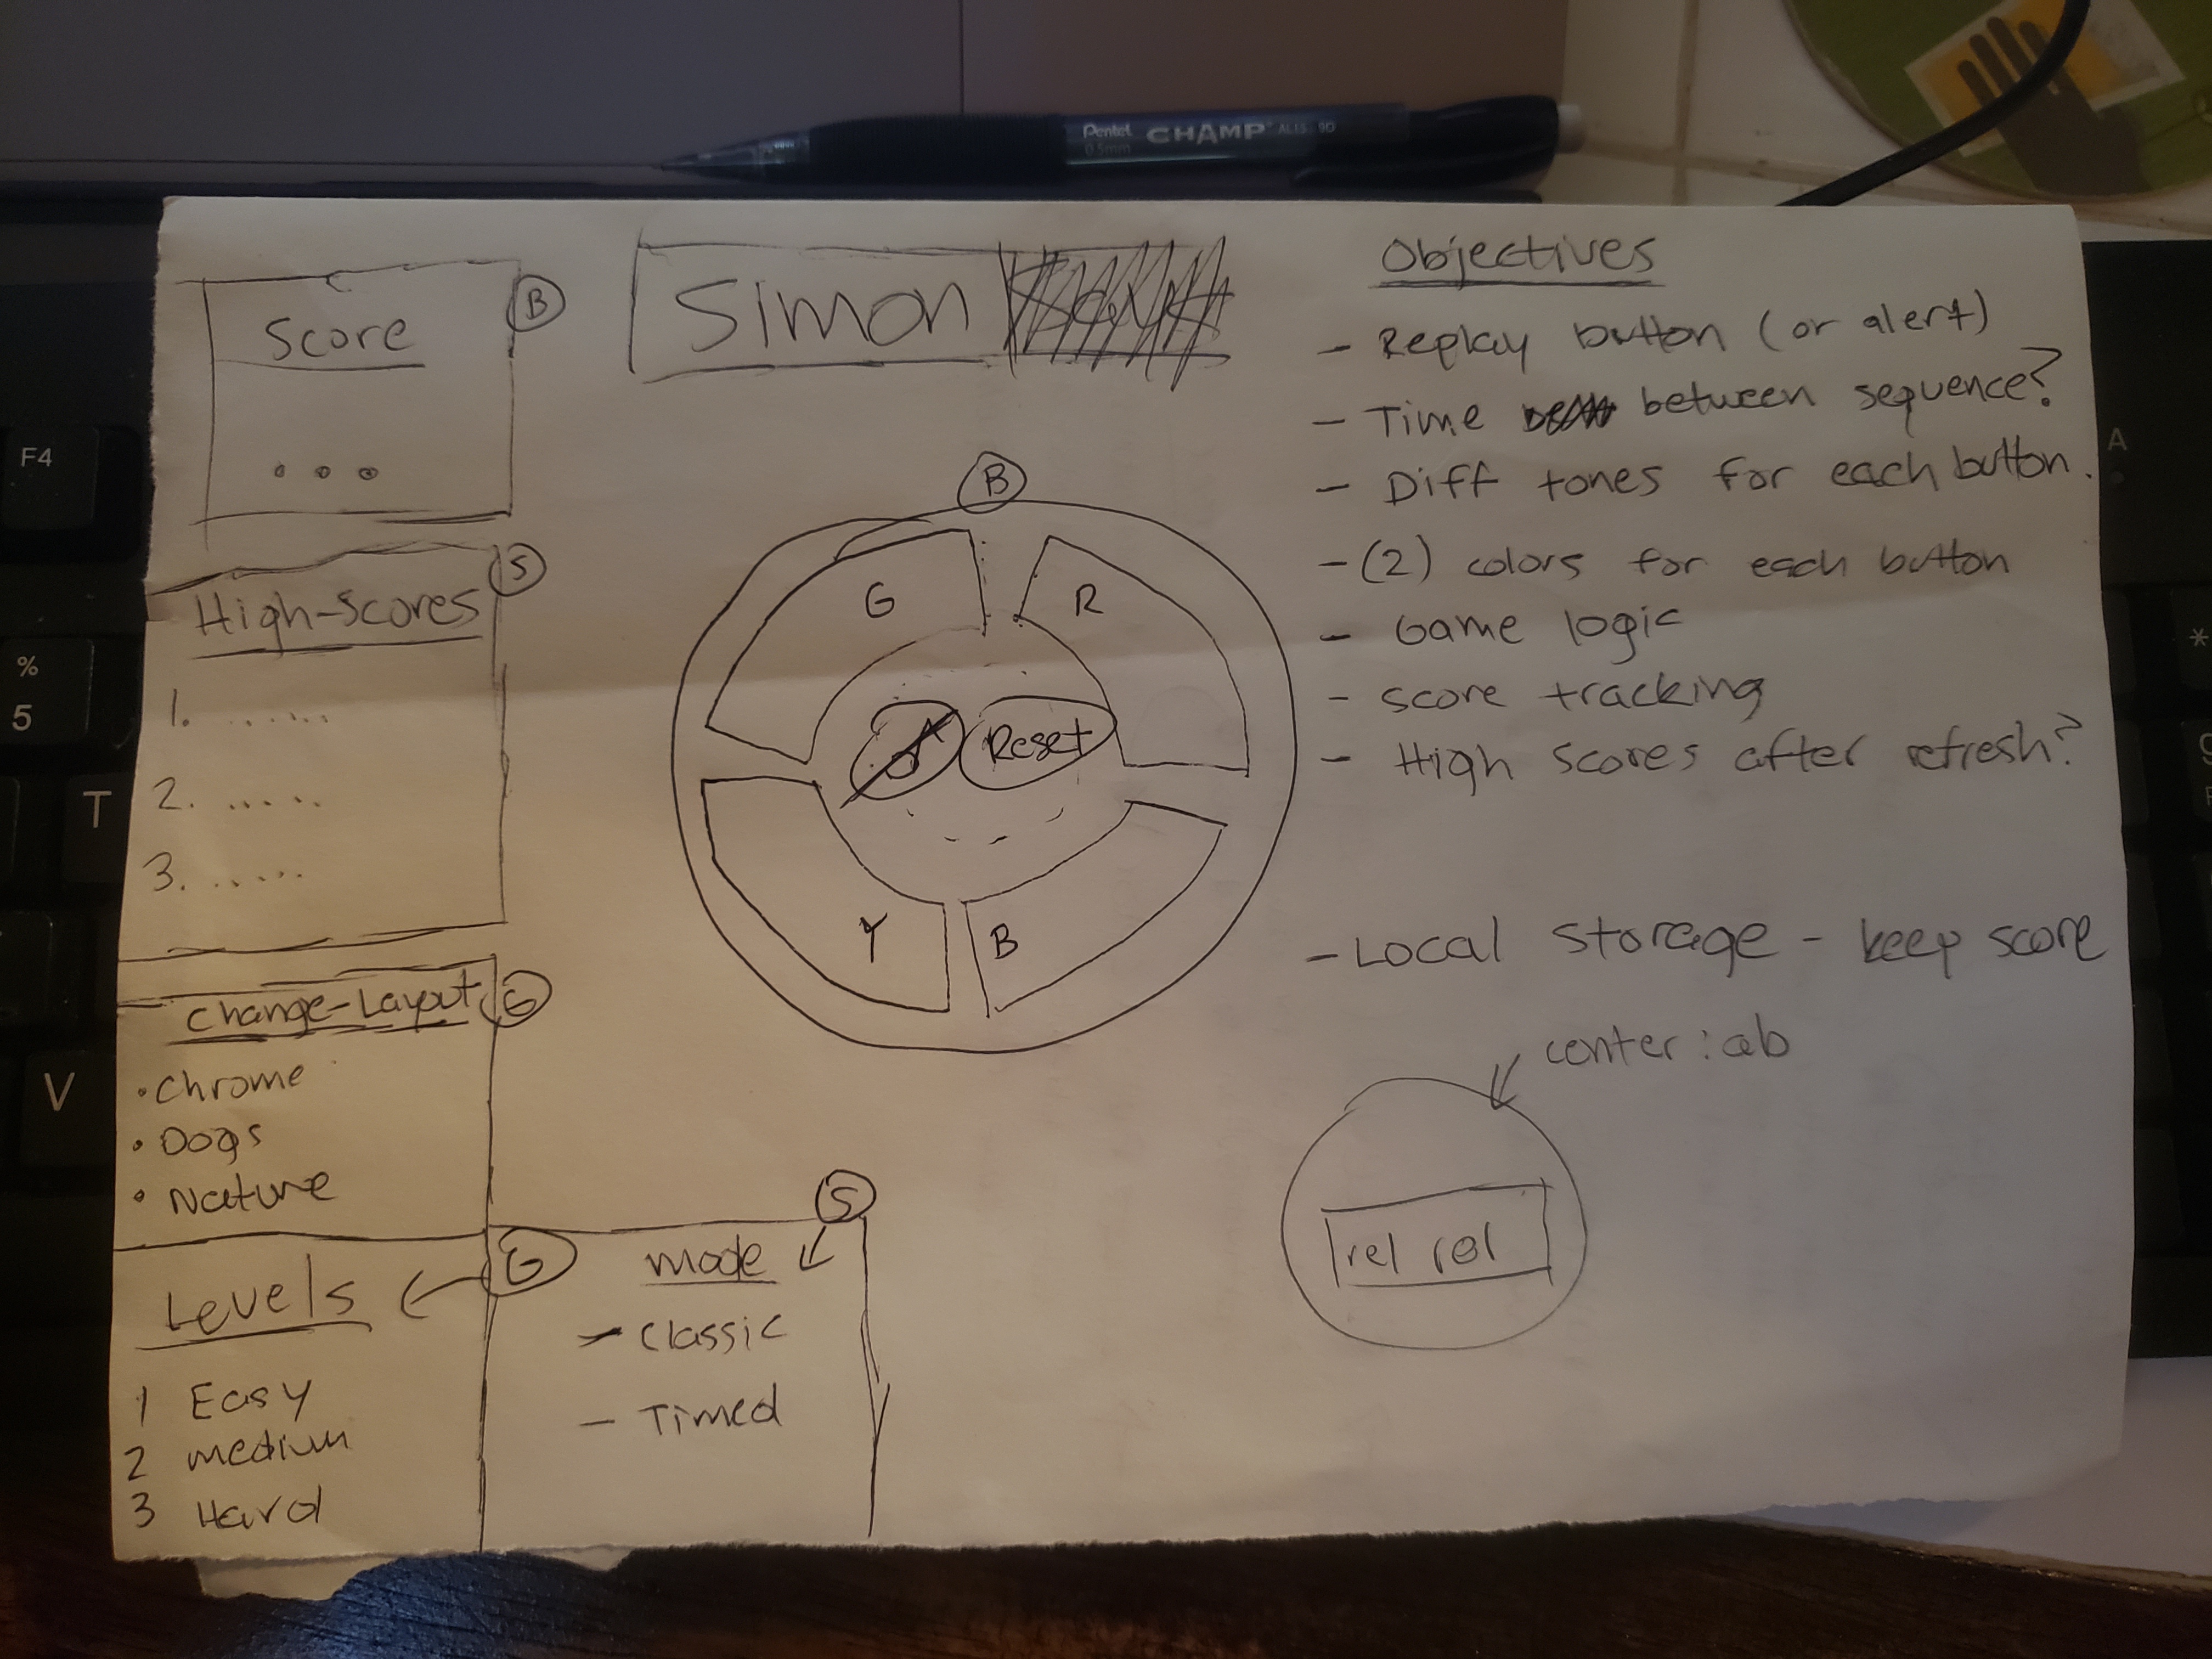 Pentel
0.5mm
CHAMP AL15-9D
F4
%
5
T
V
A
*
Score
B
...
Simon
High-Scores
S
1. ......
2. .....
3. .....
Change-Layout
G
• Chrome
• Dogs
• Nature
Levels
G
1 Easy
2 medium
3 Hard
mode
S
- Classic
- Timed
B
G
R
Reset
Y
B
Objectives
- Replay button (or alert)
- Time between sequence?
- Diff tones for each button.
- (2) colors for each button
- Game logic
- score tracking
- High scores after refresh?
- Local storage - keep score
center: ab
rel rel